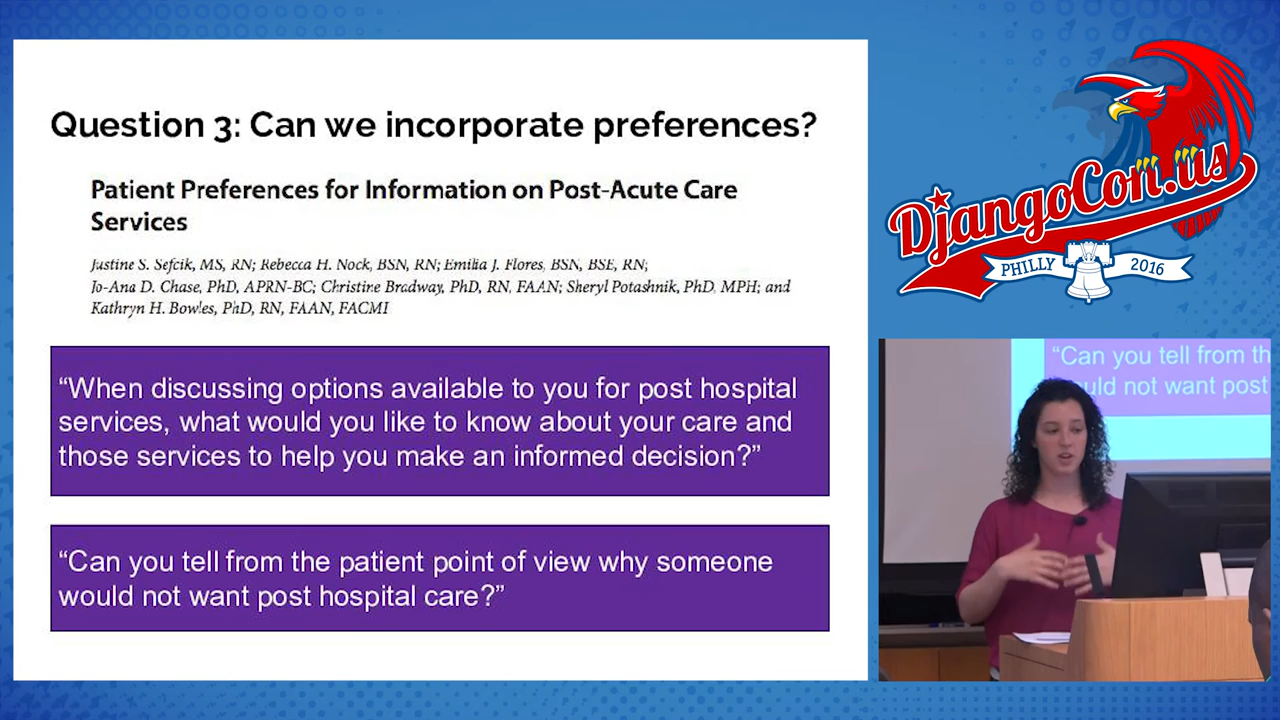 Question 3: Can we incorporate preferences?
Patient Preferences for Information on Post-Acute Care
Services
Justine S. Sefcik, MS, RN; Rebecca H. Nock, BSN, RN; Emilia J. Flores, BSN, BSE, RN;
Jo-Ana D. Chase, PhD, APRN-BC; Christine Bradway, PhD, RN, FAAN; Sheryl Potashnik, PhD, MPH; and
Kathryn H. Bowles, PhD, RN, FAAN, FACMI
“When discussing options available to you for post hospital
services, what would you like to know about your care and
those services to help you make an informed decision?”
“Can you tell from the patient point of view why someone
would not want post hospital care?”
DjangoCon.us
PHILLY 2016
“Can you tell from th
uld not want post